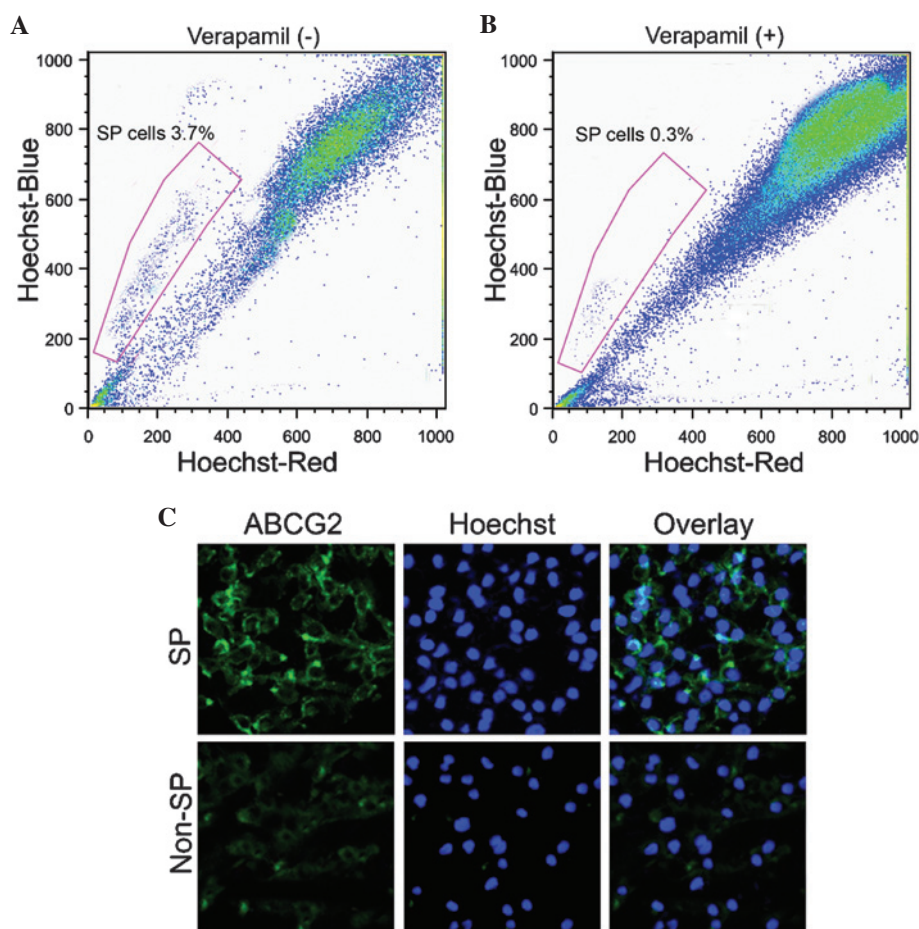 A
Verapamil (-)
SP cells 3.7%
Hoechst-Blue
1000
800
600
400
200
0
0 200 400 600 800 1000
Hoechst-Red
B
Verapamil (+)
SP cells 0.3%
Hoechst-Blue
1000
800
600
400
200
0
0 200 400 600 800 1000
Hoechst-Red
C
ABCG2 Hoechst Overlay
SP
Non-SP